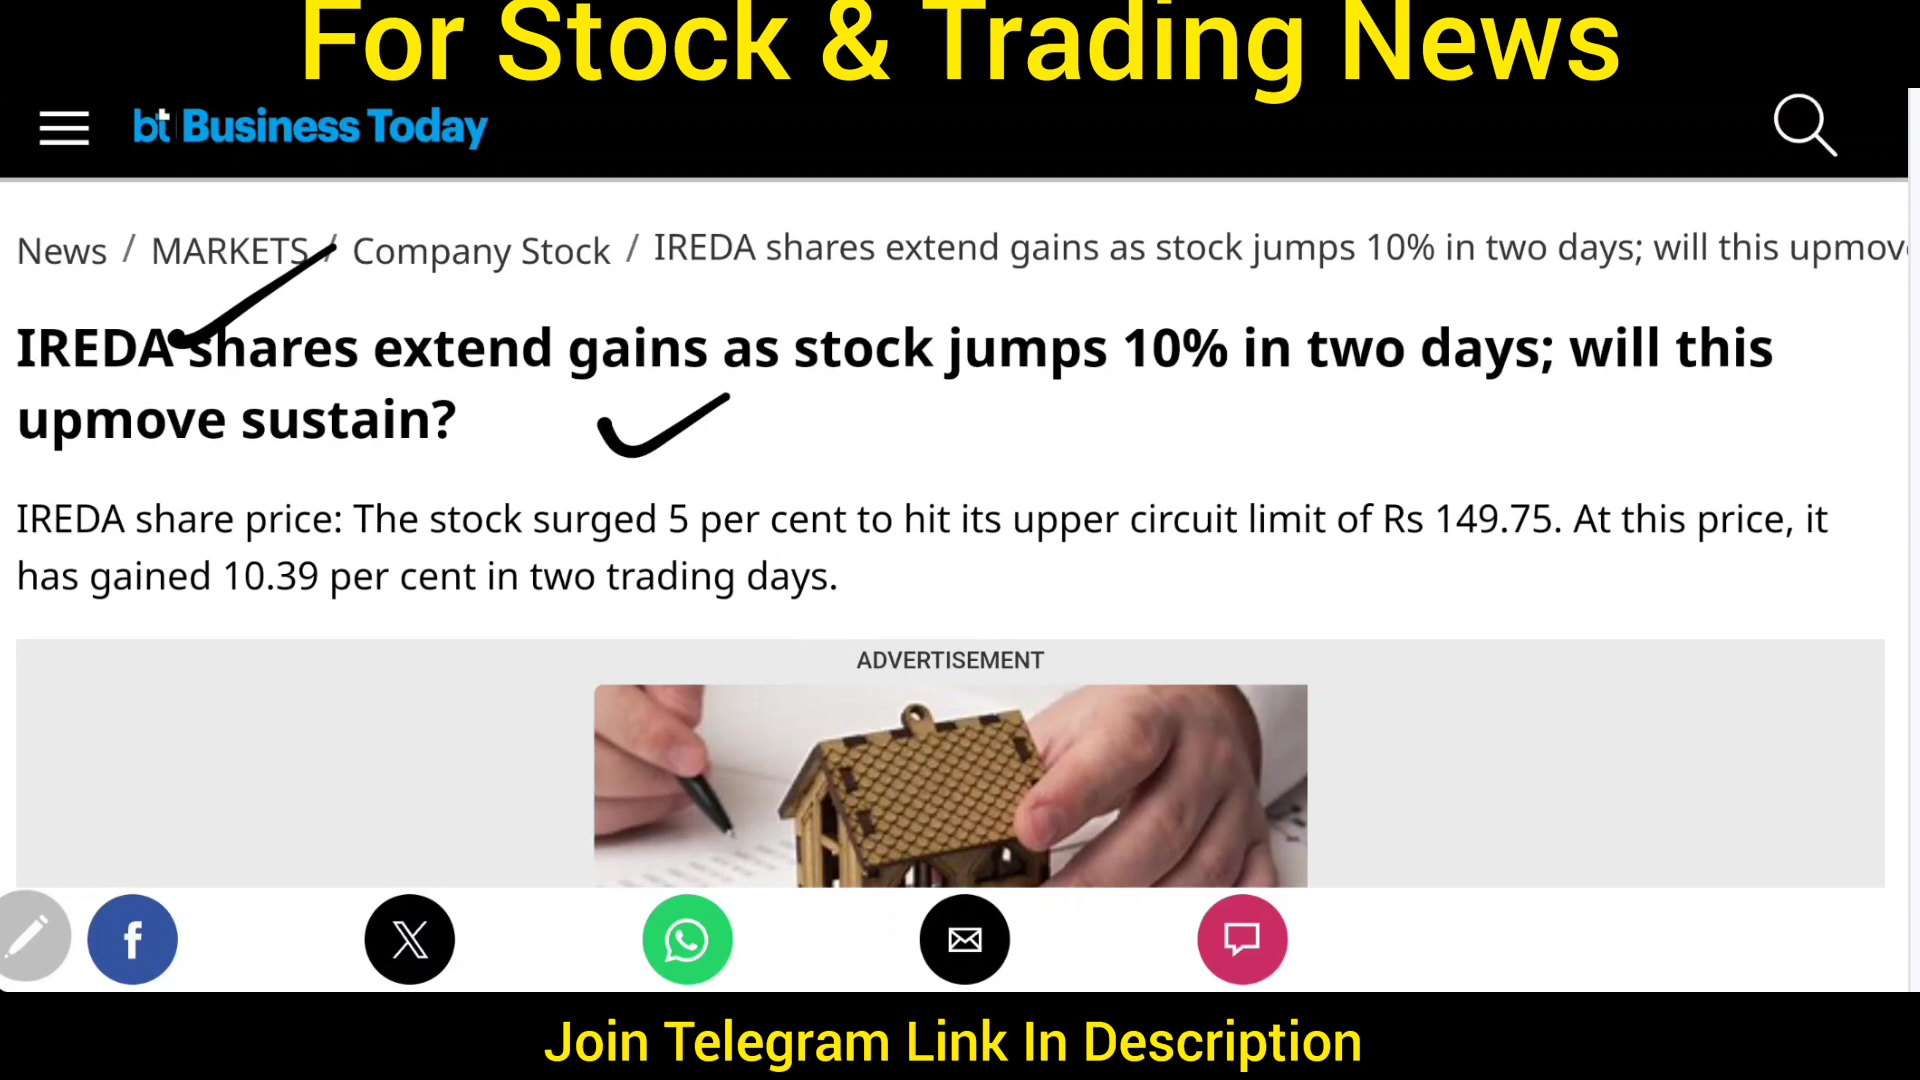 For Stock & Trading News
bt Business Today
News / MARKETS / Company Stock / IREDA shares extend gains as stock jumps 10% in two days; will this upmov
IREDA shares extend gains as stock jumps 10% in two days; will this
upmove sustain?
IREDA share price: The stock surged 5 per cent to hit its upper circuit limit of Rs 149.75. At this price, it
has gained 10.39 per cent in two trading days.
ADVERTISEMENT
Join Telegram Link In Description